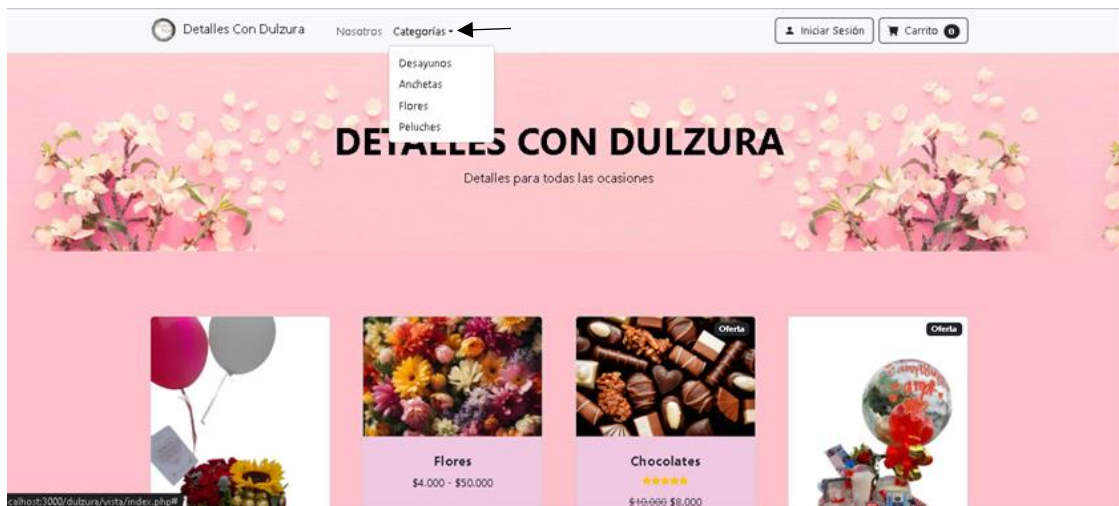 Detalles Con Dulzura
Nosotros
Categorías
Iniciar Sesión
Carrito 0
Desayunos
Anchetas
Flores
Peluches
DETALLES CON DULZURA
Detalles para todas las ocasiones
Oferta
Oferta
Flores
$4.000 - $50.000
Chocolates
$10.000 $8.000
calhost:3000/dulzura/vista/index.php#